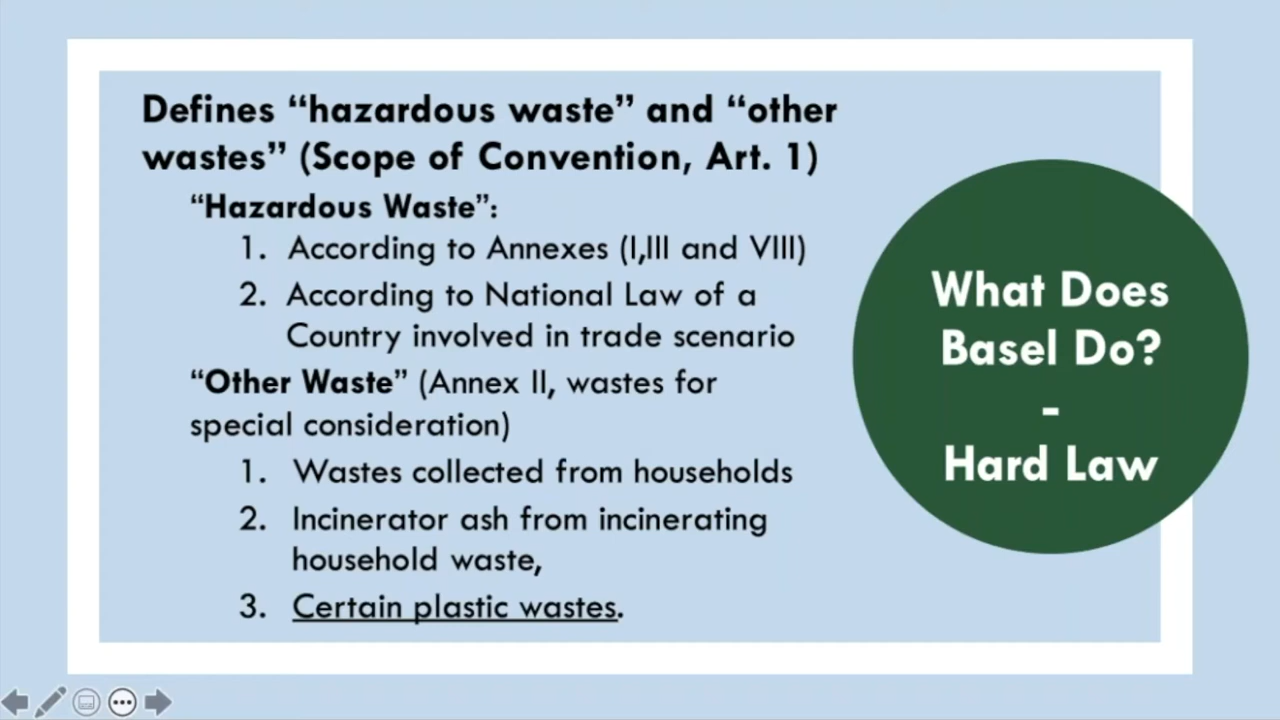 Defines “hazardous waste” and “other
wastes” (Scope of Convention, Art. 1)
“Hazardous Waste”:
1. According to Annexes (I,III and VIII)
2. According to National Law of a
Country involved in trade scenario
“Other Waste” (Annex II, wastes for
special consideration)
1. Wastes collected from households
2. Incinerator ash from incinerating
household waste,
3. Certain plastic wastes.
What Does
Basel Do?
-
Hard Law